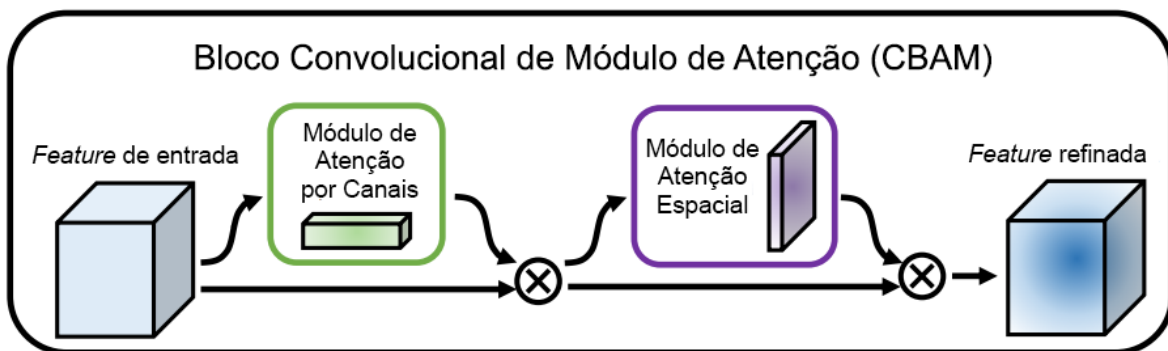 Bloco Convolucional de Módulo de Atenção (CBAM)
Feature de entrada
Módulo de
Atenção
por Canais
Módulo de
Atenção
Espacial
Feature refinada